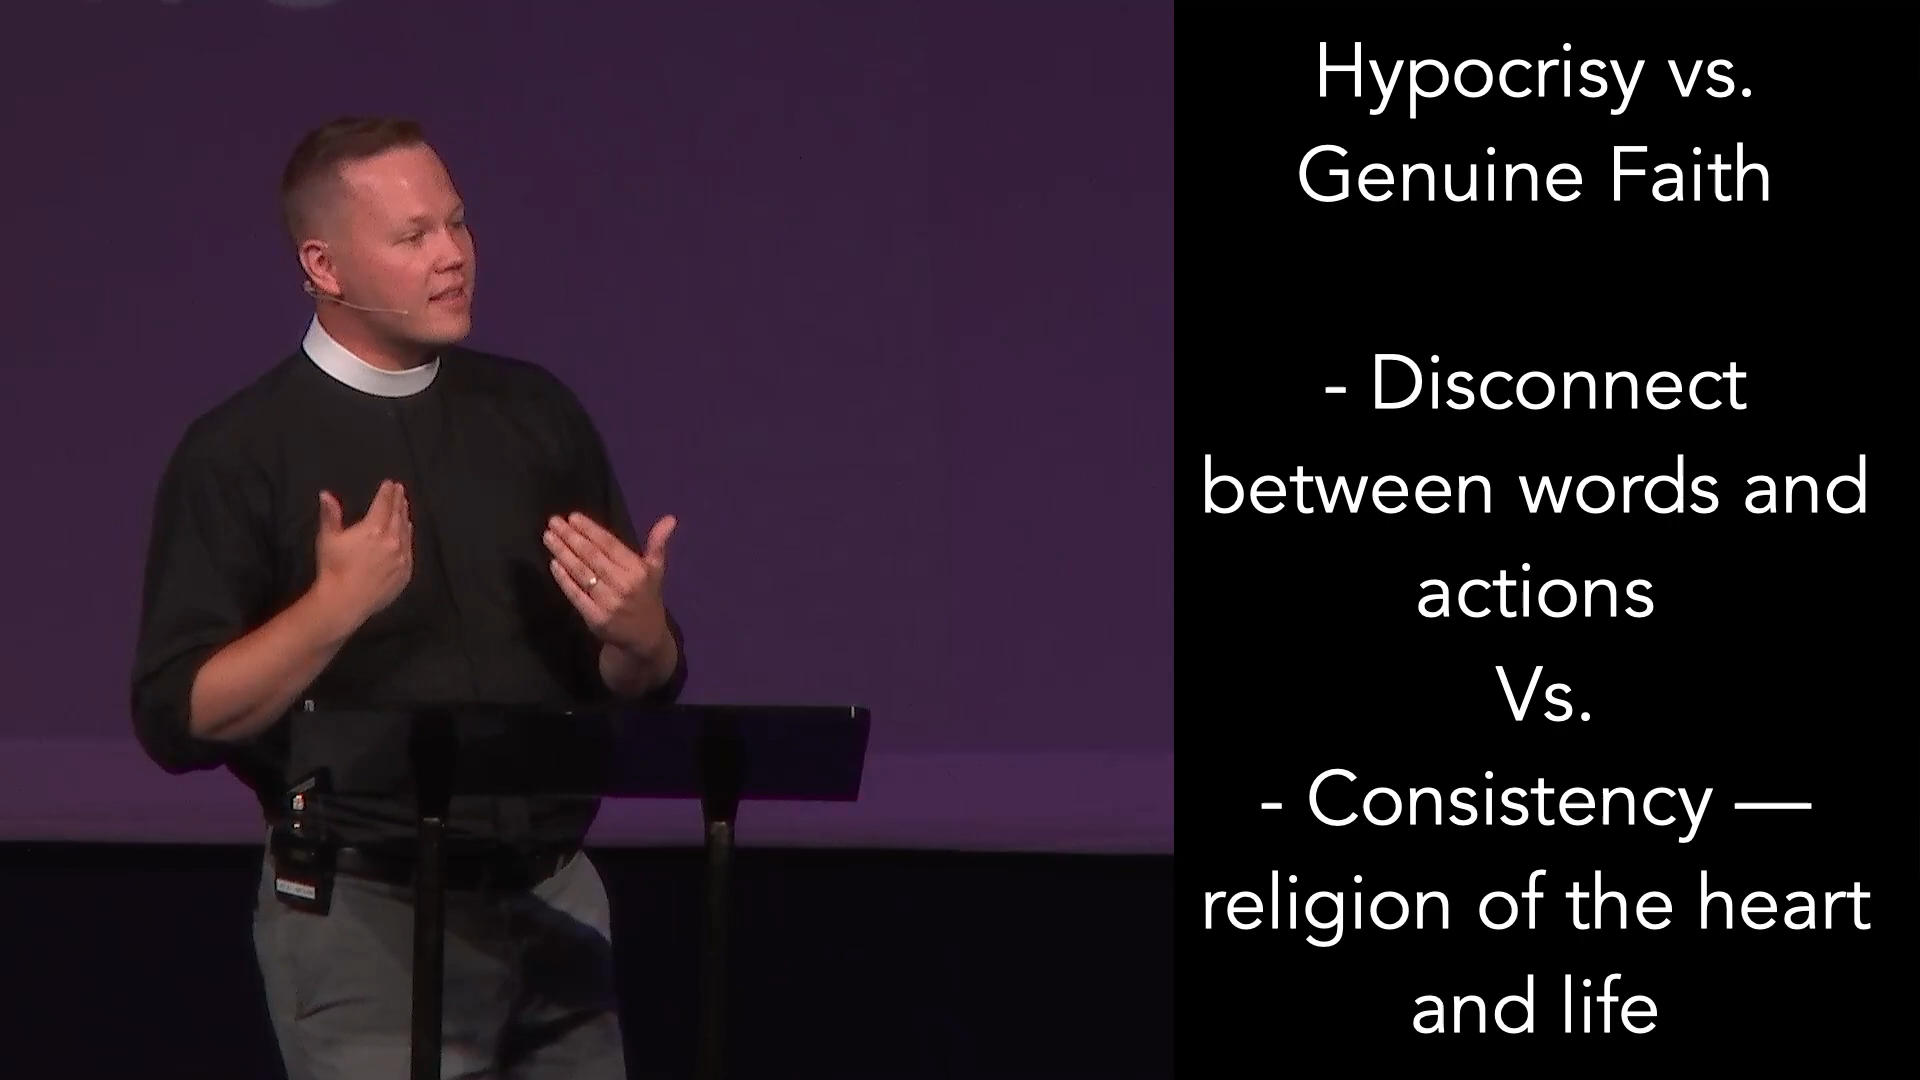 Hypocrisy vs.
Genuine Faith
- Disconnect
between words and
actions
Vs.
- Consistency —
religion of the heart
and life